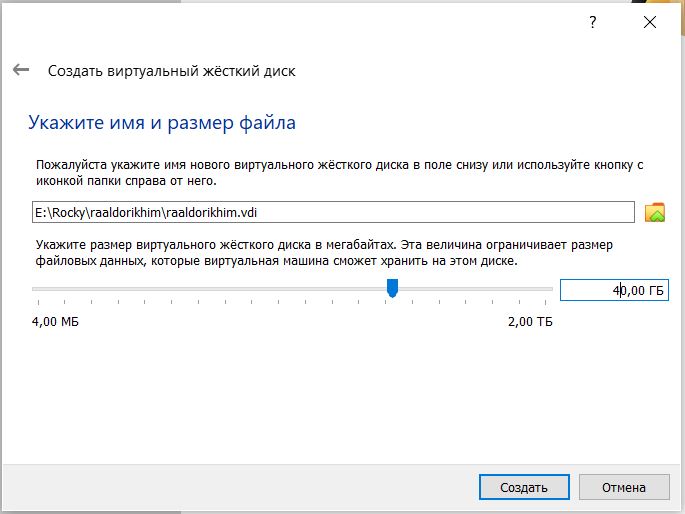 ?
Создать виртуальный жёсткий диск
Укажите имя и размер файла
Пожалуйста укажите имя нового виртуального жёсткого диска в поле снизу или используйте кнопку с
иконкой папки справа от него.
E:\Rocky\raaldorikhim\raaldorikhim.vdi
Укажите размер виртуального жёсткого диска в мегабайтах. Эта величина ограничивает размер
файловых данных, которые виртуальная машина сможет хранить на этом диске.
40,00 ГБ
4,00 МБ 2,00 ТБ
Создать Отмена